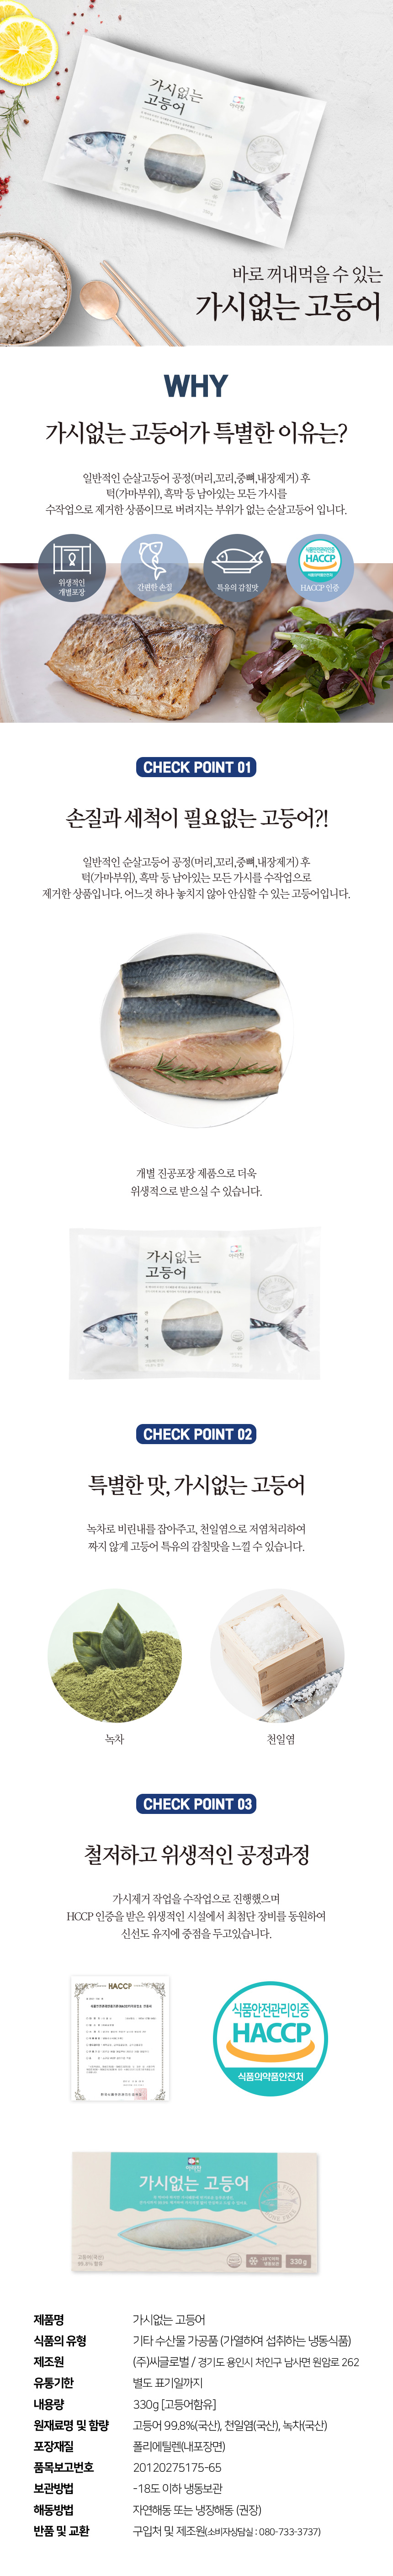 가시없는
고등어
바로 꺼내먹을 수 있는
가시없는 고등어
WHY
가시없는 고등어가 특별한 이유는?
일반적인 순살고등어 공정(머리,꼬리,중뼈,내장제거) 후
턱(가마부위), 흑막 등 남아있는 모든 가시를
수작업으로 제거한 상품이므로 버려지는 부위가 없는 순살고등어 입니다.
위생적인
개별포장
간편한 손질
특유의 감칠맛
식품안전관리인증
HACCP
식품의약품안전처
HACCP 인증
CHECK POINT 01
손질과 세척이 필요없는 고등어?!
일반적인 순살고등어 공정(머리,꼬리,중뼈,내장제거) 후
턱(가마부위), 흑막 등 남아있는 모든 가시를 수작업으로
제거한 상품입니다. 어느것 하나 놓치지 않아 안심할 수 있는 고등어입니다.
개별 진공포장 제품으로 더욱
위생적으로 받으실 수 있습니다.
가시없는
고등어
CHECK POINT 02
특별한 맛, 가시없는 고등어
녹차로 비린내를 잡아주고, 천일염으로 저염처리하여
짜지 않게 고등어 특유의 감칠맛을 느낄 수 있습니다.
녹차
천일염
CHECK POINT 03
철저하고 위생적인 공정과정
가시제거 작업을 수작업으로 진행했으며
HCCP 인증을 받은 위생적인 시설에서 최첨단 장비를 동원하여
신선도 유지에 중점을 두고있습니다.
HACCP
식품안전관리인증
HACCP
식품의약품안전처
가시없는 고등어
고등어(국산)
99.8% 함유
330g
제품명 가시없는 고등어
식품의 유형 기타 수산물 가공품 (가열하여 섭취하는 냉동식품)
제조원 (주)씨글로벌 / 경기도 용인시 처인구 남사면 원암로 262
유통기한 별도 표기일까지
내용량 330g [고등어함유]
원재료명 및 함량 고등어 99.8%(국산), 천일염(국산), 녹차(국산)
포장재질 폴리에틸렌(내포장면)
품목보고번호 20120275175-65
보관방법 -18도 이하 냉동보관
해동방법 자연해동 또는 냉장해동 (권장)
반품 및 교환 구입처 및 제조원(소비자상담실 : 080-733-3737)